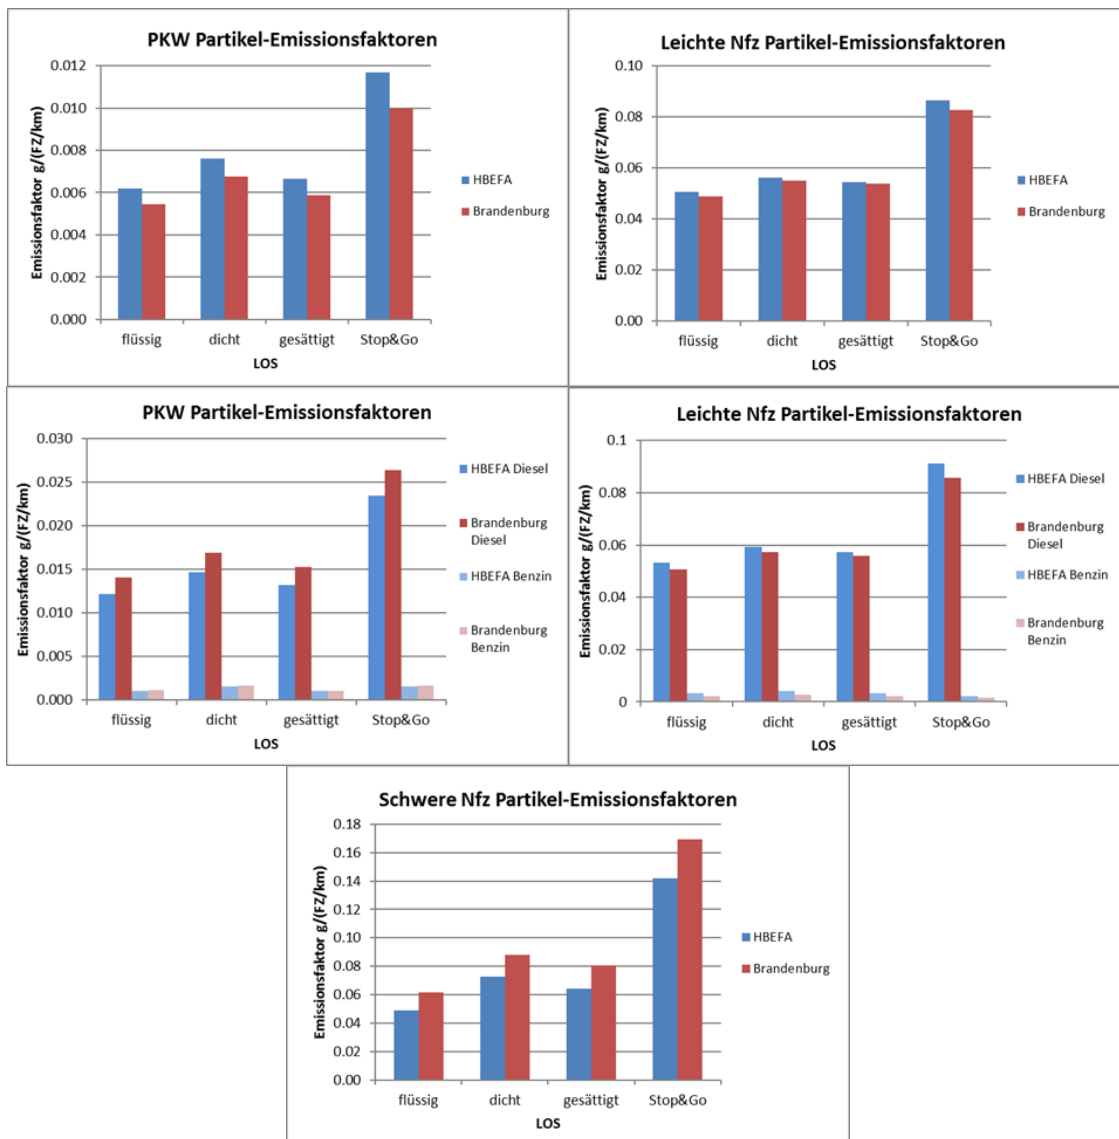 PKW Partikel-Emissionsfaktoren
Emissionsfaktor g/(FZ/km)
0.012
0.010
0.008
0.006
0.004
0.002
0.000
flüssig dicht gesättigt Stop&Go
LOS
HBEFA
Brandenburg
Leichte Nfz Partikel-Emissionsfaktoren
Emissionsfaktor g/(FZ/km)
0.10
0.08
0.06
0.04
0.02
0.00
flüssig dicht gesättigt Stop&Go
LOS
HBEFA
Brandenburg
PKW Partikel-Emissionsfaktoren
Emissionsfaktor g/(FZ/km)
0.030
0.025
0.020
0.015
0.010
0.005
0.000
flüssig dicht gesättigt Stop&Go
LOS
HBEFA Diesel
Brandenburg
Diesel
HBEFA Benzin
Brandenburg
Benzin
Leichte Nfz Partikel-Emissionsfaktoren
Emissionsfaktor g/(FZ/km)
0.1
0.08
0.06
0.04
0.02
0
flüssig dicht gesättigt Stop&Go
LOS
HBEFA Diesel
Brandenburg
Diesel
HBEFA Benzin
Brandenburg
Benzin
Schwere Nfz Partikel-Emissionsfaktoren
Emissionsfaktor g/(FZ/km)
0.18
0.16
0.14
0.12
0.10
0.08
0.06
0.04
0.02
0.00
flüssig dicht gesättigt Stop&Go
LOS
HBEFA
Brandenburg